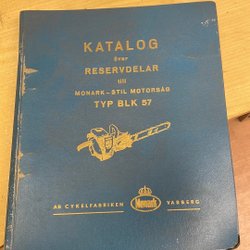 KATALOG
över
RESERVDELAR
till
MONARK-STIL MOTORSÅG
TYP BLK 57
AB CYKELFABRIKEN Monark VARBERG